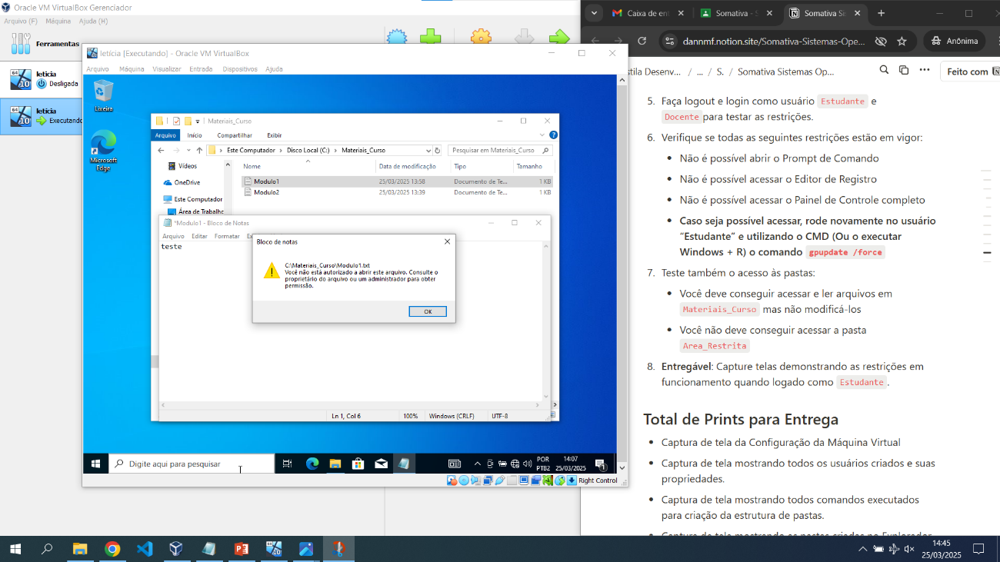 Oracle VM VirtualBox Gerenciador
Arquivo (F) Máquina Ajuda (H)
Ferramentas
letícia
Desligada
letícia
Executando
letícia [Executando] - Oracle VM VirtualBox
Arquivo Máquina Visualizar Entrada Dispositivos Ajuda
Lixeira
Microsoft
Edge
Materiais_Curso
Arquivo Início Compartilhar Exibir
Este Computador > Disco Local (C:) > Materiais_Curso
Pesquisar em Materiais_Curso
Vídeos
OneDrive
Este Computador
Área de Trabalho
Nome Data de modificação Tipo Tamanho
Modulo1 25/03/2025 13:58 Documento de Te... 1 KB
Modulo2 25/03/2025 13:39 Documento de Te... 1 KB
*Modulo1 - Bloco de Notas
Arquivo Editar Formatar Ex
teste
Bloco de notas
C:\Materiais_Curso\Modulo1.txt
Você não está autorizado a abrir este arquivo. Consulte o
proprietário do arquivo ou um administrador para obter
permissão.
OK
Ln 1, Col 6 100% Windows (CRLF) UTF-8
Digite aqui para pesquisar
POR
PTB2
14:07
25/03/2025
1
Right Control
Caixa de en
Somativa - S
Somativa Si
dannmf.notion.site/Somativa-Sistemas-Ope...
Anônima
stila Desenv... / ... / S. / Somativa Sistemas Op...
Feito com
5. Faça logout e login como usuário Estudante e
Docente para testar as restrições.
6. Verifique se todas as seguintes restrições estão em vigor:
• Não é possível abrir o Prompt de Comando
• Não é possível acessar o Editor de Registro
• Não é possível acessar o Painel de Controle completo
• Caso seja possível acessar, rode novamente no usuário
“Estudante” e utilizando o CMD (Ou o executar
Windows + R) o comando gpupdate /force
7. Teste também o acesso às pastas:
• Você deve conseguir acessar e ler arquivos em
Materiais_Curso mas não modificá-los
• Você não deve conseguir acessar a pasta
Area_Restrita
8. Entregável: Capture telas demonstrando as restrições em
funcionamento quando logado como Estudante.
Total de Prints para Entrega
• Captura de tela da Configuração da Máquina Virtual
• Captura de tela mostrando todos os usuários criados e suas
propriedades.
• Captura de tela mostrando todos comandos executados
para criação da estrutura de pastas.
• Captura de tela mostrando as pastas criadas no Explorador
14:45
25/03/2025